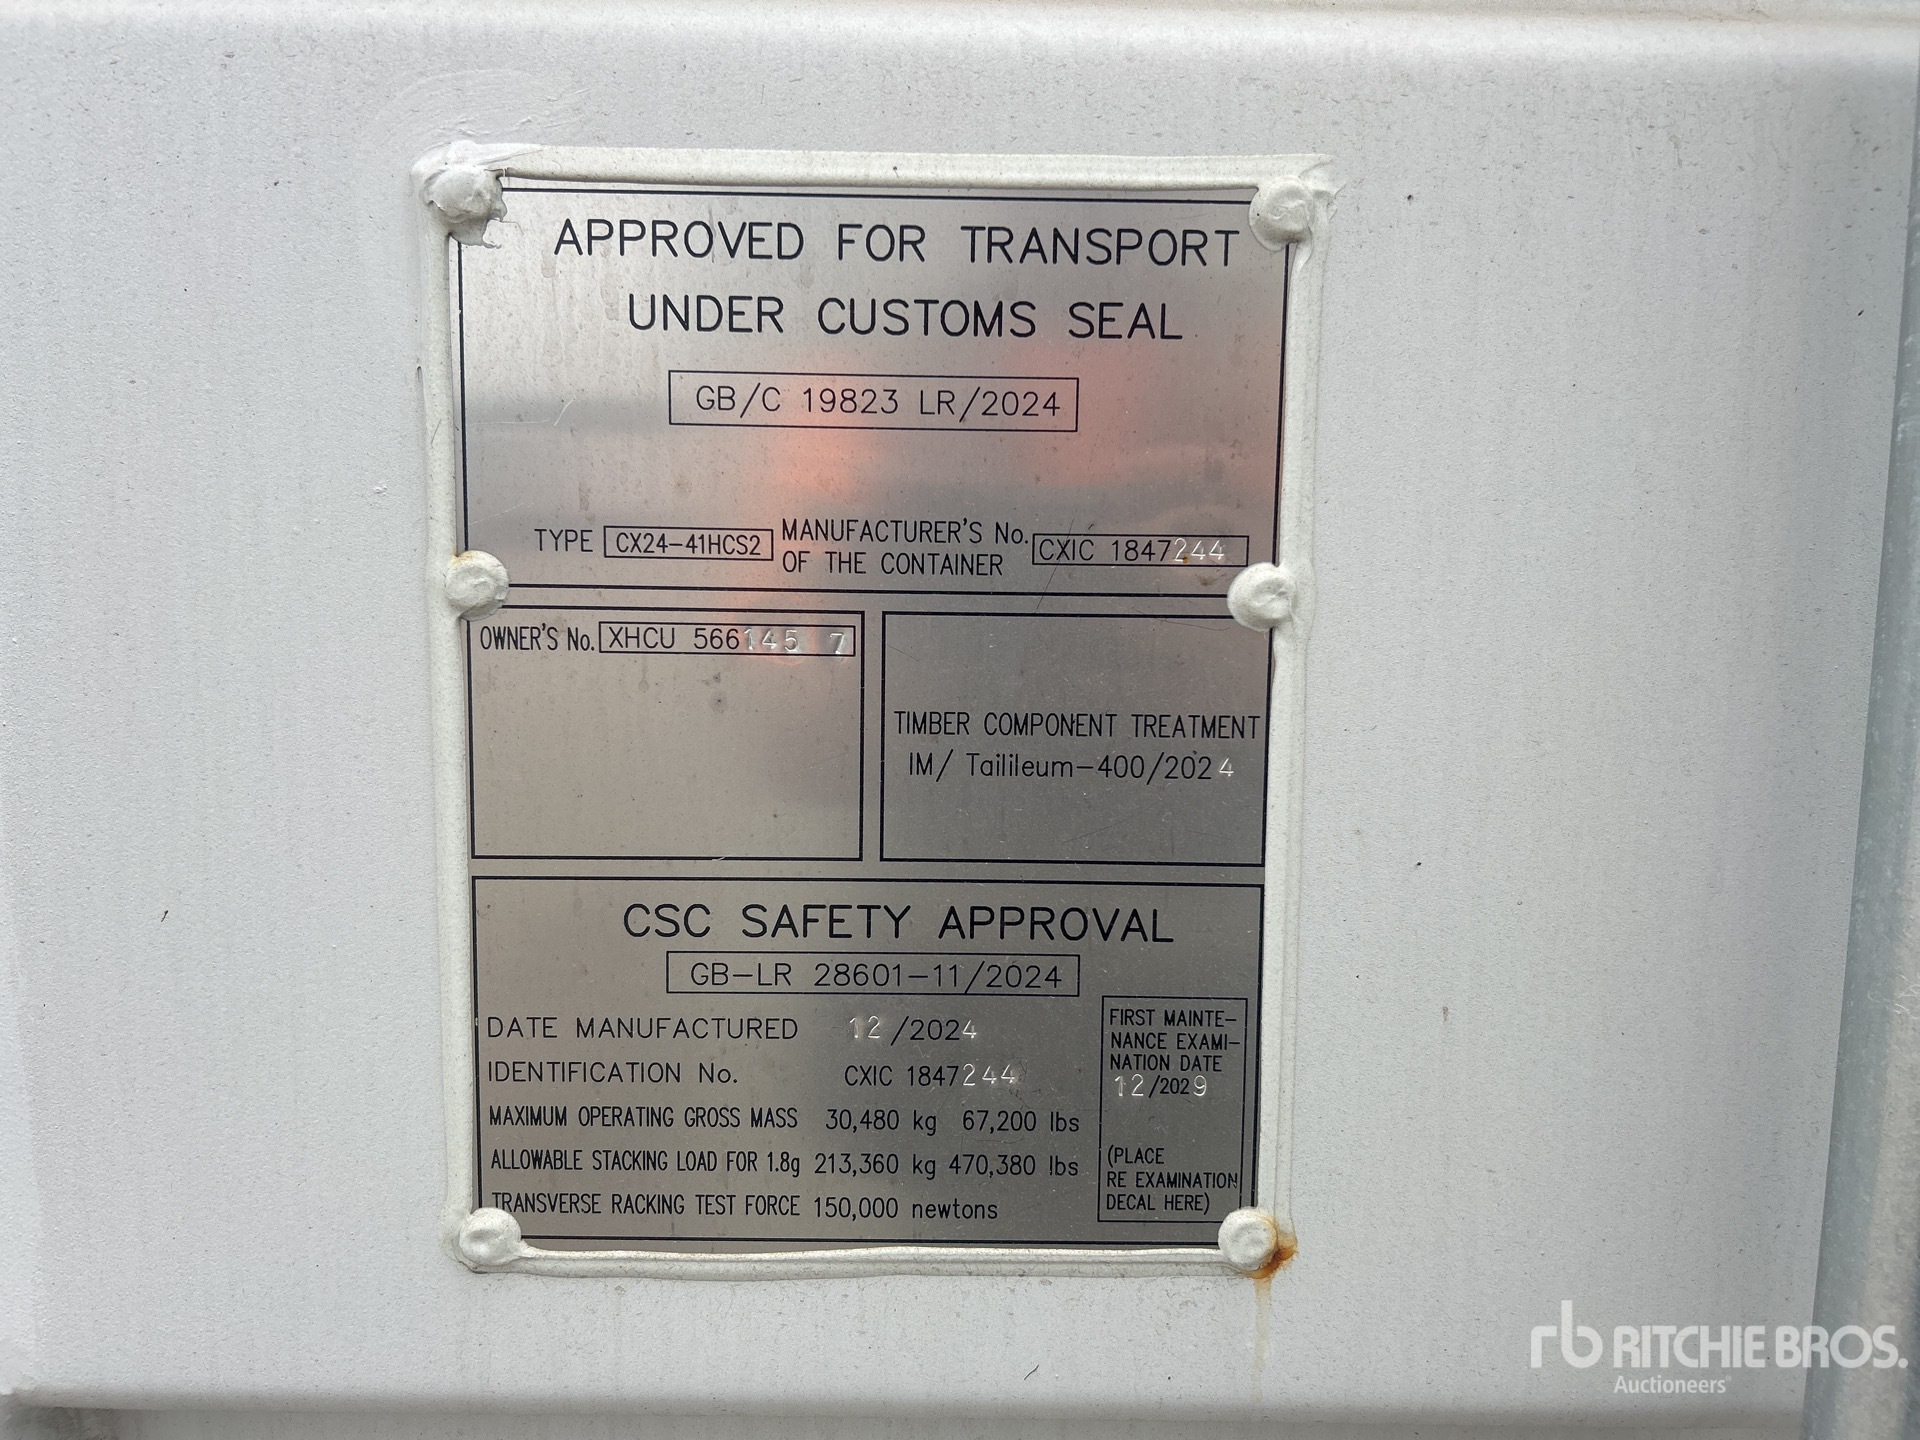 APPROVED FOR TRANSPORT
UNDER CUSTOMS SEAL
GB/C 19823 LR/2024
TYPE CX24-41HCS2 MANUFACTURER'S No.
OF THE CONTAINER CXIC 1847244
OWNER'S No. XHCU 566145 7
TIMBER COMPONENT TREATMENT
IM/ Tailileum-400/2024
CSC SAFETY APPROVAL
GB-LR 28601-11/2024
DATE MANUFACTURED 12/2024
IDENTIFICATION No. CXIC 1847244
MAXIMUM OPERATING GROSS MASS 30,480 kg 67,200 lbs
ALLOWABLE STACKING LOAD FOR 1.8g 213,360 kg 470,380 lbs
TRANSVERSE RACKING TEST FORCE 150,000 newtons
FIRST MAINTE-
NANCE EXAMI-
NATION DATE
12/2029
(PLACE
RE EXAMINATION
DECAL HERE)
rb RITCHIE BROS.
Auctioneers